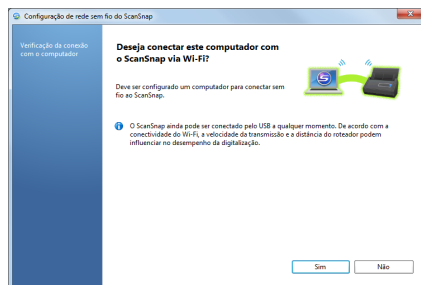 Configuração de rede sem fio do ScanSnap
Verificação da conexão
com o computador
Deseja conectar este computador com
o ScanSnap via Wi-Fi?
Deve ser configurado um computador para conectar sem
fio ao ScanSnap.
O ScanSnap ainda pode ser conectado pelo USB a qualquer momento. De acordo com a
conectividade do Wi-Fi, a velocidade da transmissão e a distância do roteador podem
influenciar no desempenho da digitalização.
Sim
Não